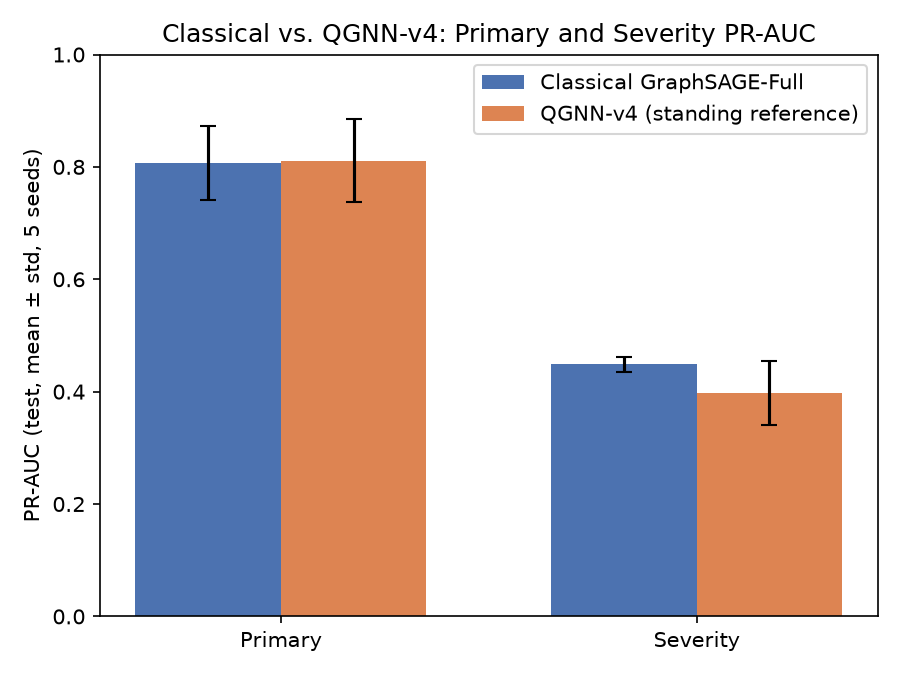 Classical vs. QGNN-v4: Primary and Severity PR-AUC
Classical GraphSAGE-Full
QGNN-v4 (standing reference)
PR-AUC (test, mean ± std, 5 seeds)
1.0
0.8
0.6
0.4
0.2
0.0
Primary
Severity